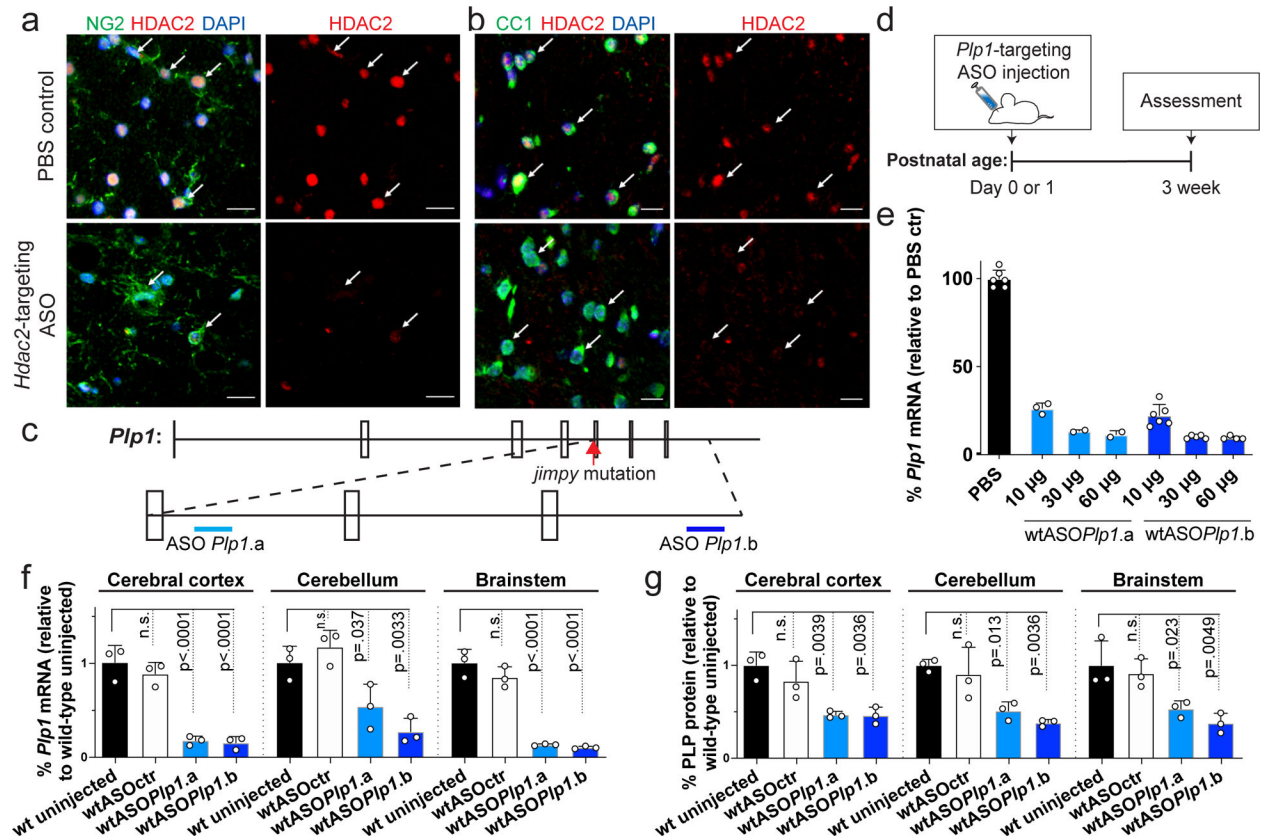 a
NG2 HDAC2 DAPI
HDAC2
b
CC1 HDAC2 DAPI
HDAC2
PBS control
Hdac2-targeting
ASO
c
Plp1:
jimpy mutation
ASO Plp1.a
ASO Plp1.b
d
Plp1-targeting
ASO injection
Assessment
Postnatal age:
Day 0 or 1
3 week
e
% Plp1 mRNA (relative to PBS ctr)
100
50
0
PBS
10 µg
30 µg
60 µg
10 µg
30 µg
60 µg
wtASOPlp1.a
wtASOPlp1.b
f
Cerebral cortex
Cerebellum
Brainstem
% Plp1 mRNA (relative
to wild-type uninjected)
1
0
n.s.
p<.0001
p<.0001
n.s.
p=.037
p=.0033
n.s.
p<.0001
p<.0001
wt uninjected
wtASOctr
wtASOPlp1.a
wtASOPlp1.b
wt uninjected
wtASOctr
wtASOPlp1.a
wtASOPlp1.b
wt uninjected
wtASOctr
wtASOPlp1.a
wtASOPlp1.b
g
Cerebral cortex
Cerebellum
Brainstem
% PLP protein (relative to
wild-type uninjected)
1
0
n.s.
p=.0039
p=.0036
n.s.
p=.013
p=.0036
n.s.
p=.023
p=.0049
wt uninjected
wtASOctr
wtASOPlp1.a
wtASOPlp1.b
wt uninjected
wtASOctr
wtASOPlp1.a
wtASOPlp1.b
wt uninjected
wtASOctr
wtASOPlp1.a
wtASOPlp1.b